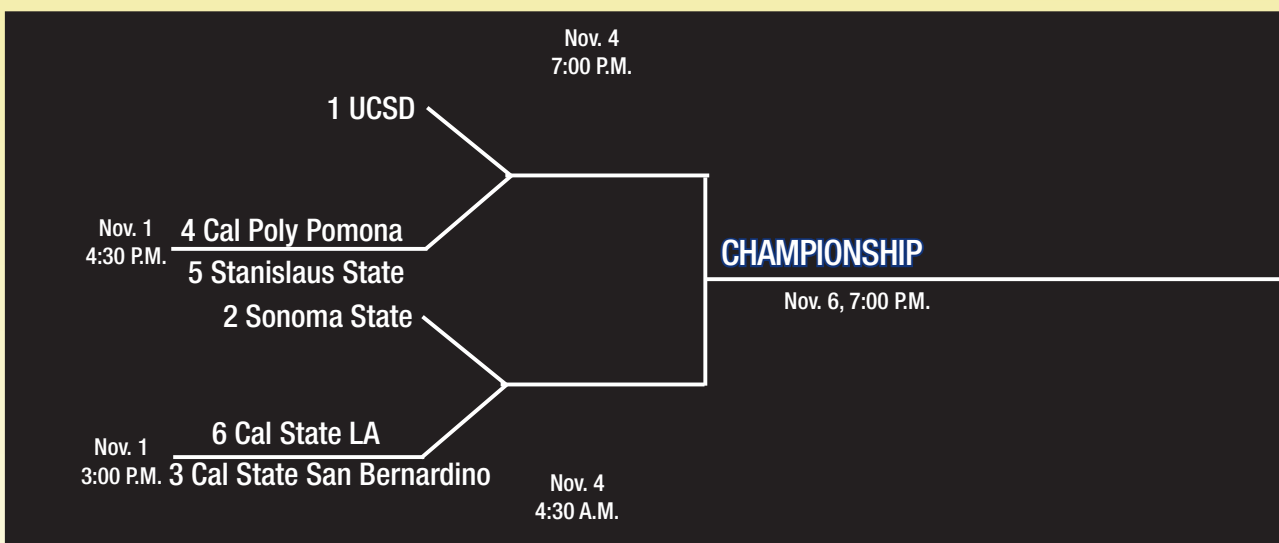 Nov. 4
7:00 P.M.
1 UCSD
Nov. 1
4:30 P.M.
4 Cal Poly Pomona
5 Stanislaus State
CHAMPIONSHIP
Nov. 6, 7:00 P.M.
2 Sonoma State
Nov. 1
3:00 P.M.
6 Cal State LA
3 Cal State San Bernardino
Nov. 4
4:30 A.M.